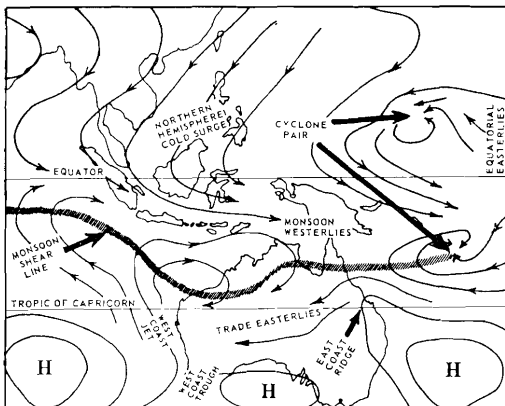 NORTHERN
HEMISPHERE
COLD SURGE
CYCLONE
PAIR
EQUATORIAL
EASTERLIES
EQUATOR
MONSOON
WESTERLIES
MONSOON
SHEAR
LINE
TROPIC OF CAPRICORN
WEST
COAST
JET
TRADE EASTERLIES
WEST
COAST
TROUGH
EAST
COAST
RIDGE
H
H
H